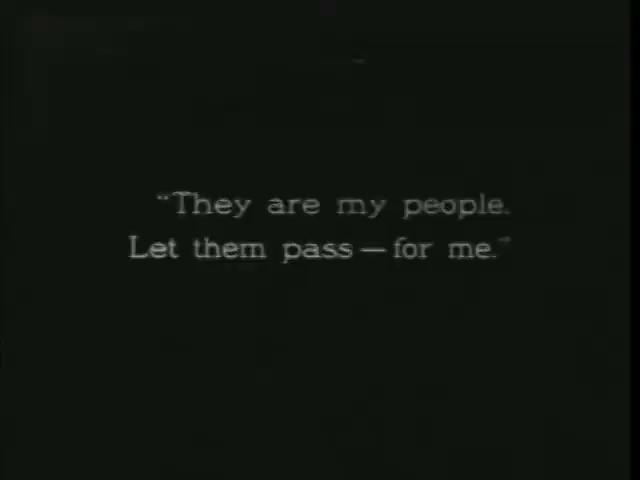 "They are my people.
Let them pass — for me."